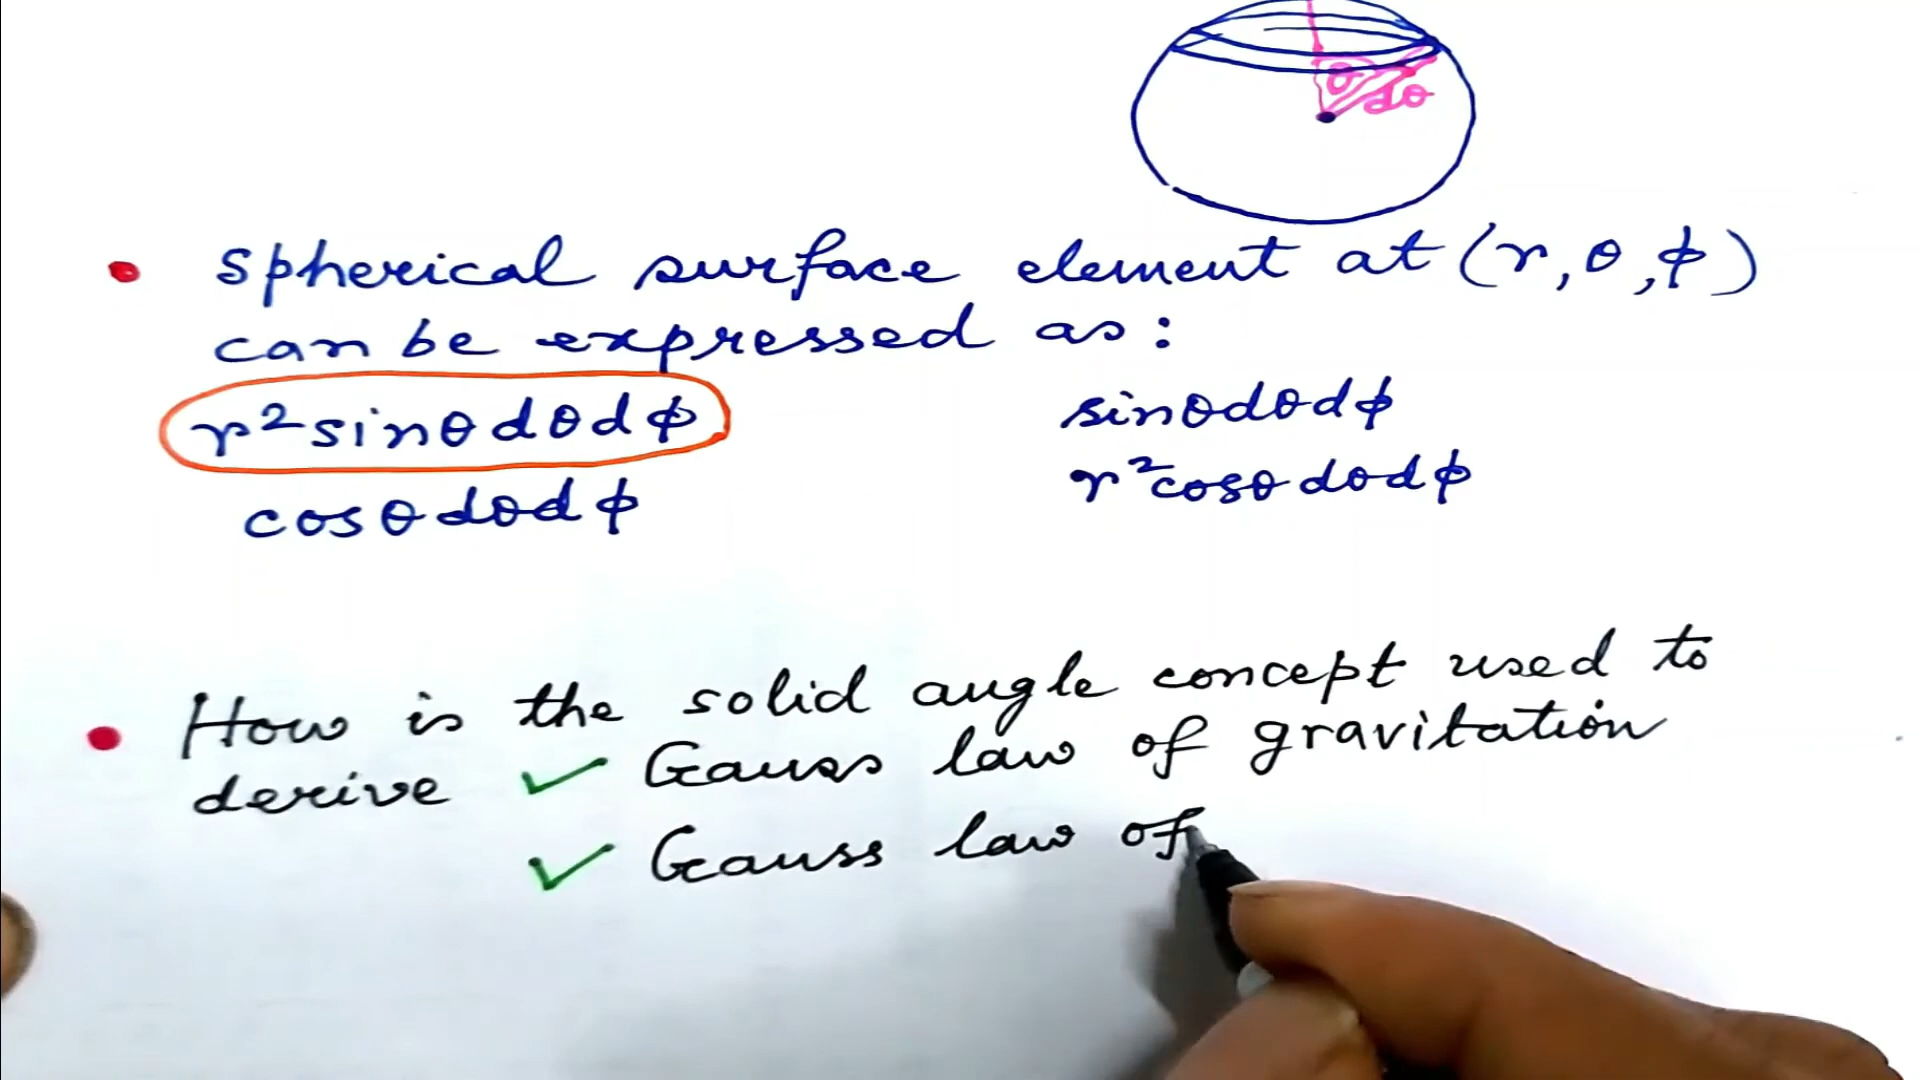 θ
dθ
spherical surface element at (r, θ, ϕ)
can be expressed as:
r²sinθdθdϕ
sinθdθdϕ
cosθdθdϕ
r²cosθdθdϕ
How is the solid angle concept used to
derive ✓ Gauss law of gravitation
✓ Gauss law of